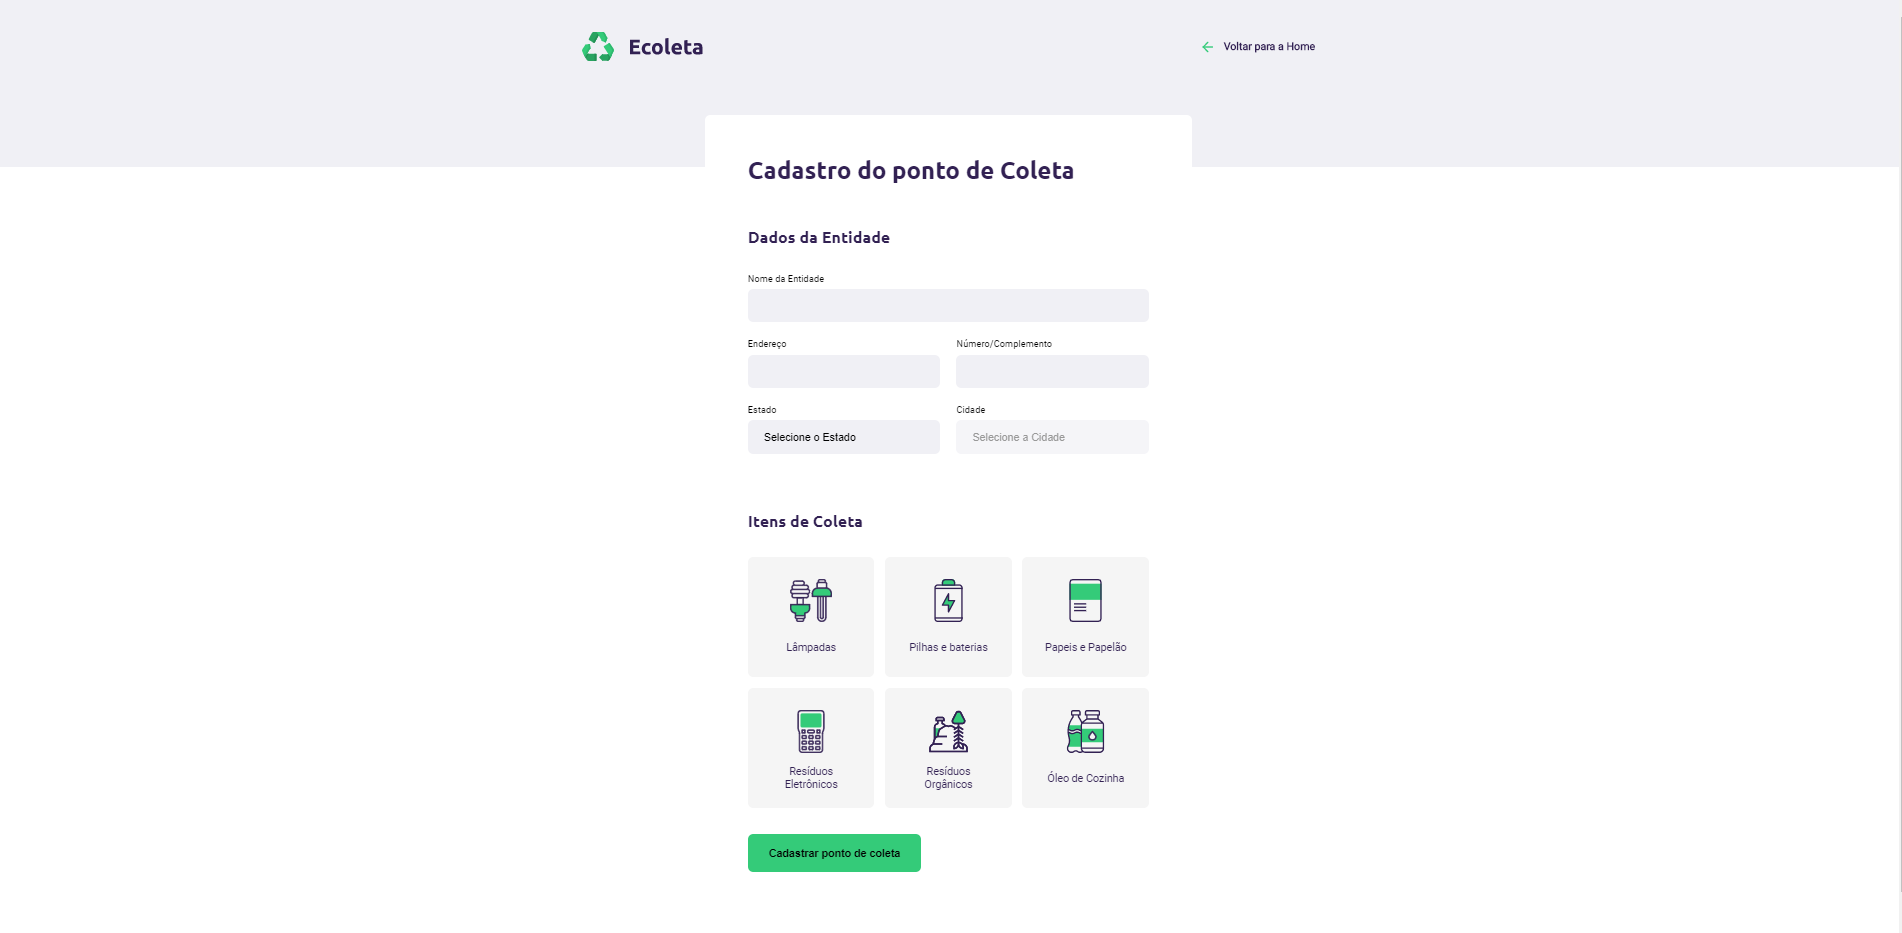 Ecoleta
Voltar para a Home
Cadastro do ponto de Coleta
Dados da Entidade
Nome da Entidade
Endereço
Número/Complemento
Estado
Cidade
Selecione o Estado
Selecione a Cidade
Itens de Coleta
Lâmpadas
Pilhas e baterias
Papeis e Papelão
Resíduos
Eletrônicos
Resíduos
Orgânicos
Óleo de Cozinha
Cadastrar ponto de coleta